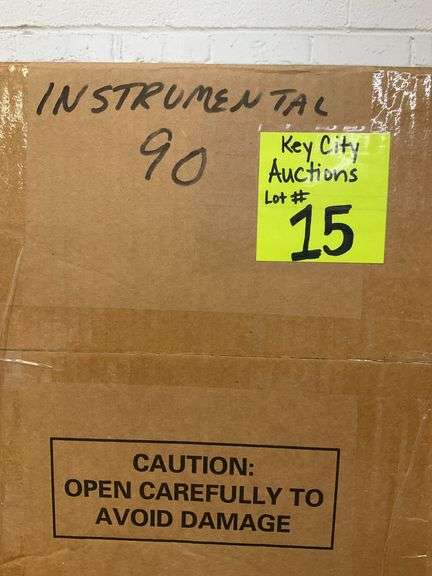 INSTRUMENTAL
90
Key City
Auctions
Lot #
15
CAUTION:
OPEN CAREFULLY TO
AVOID DAMAGE